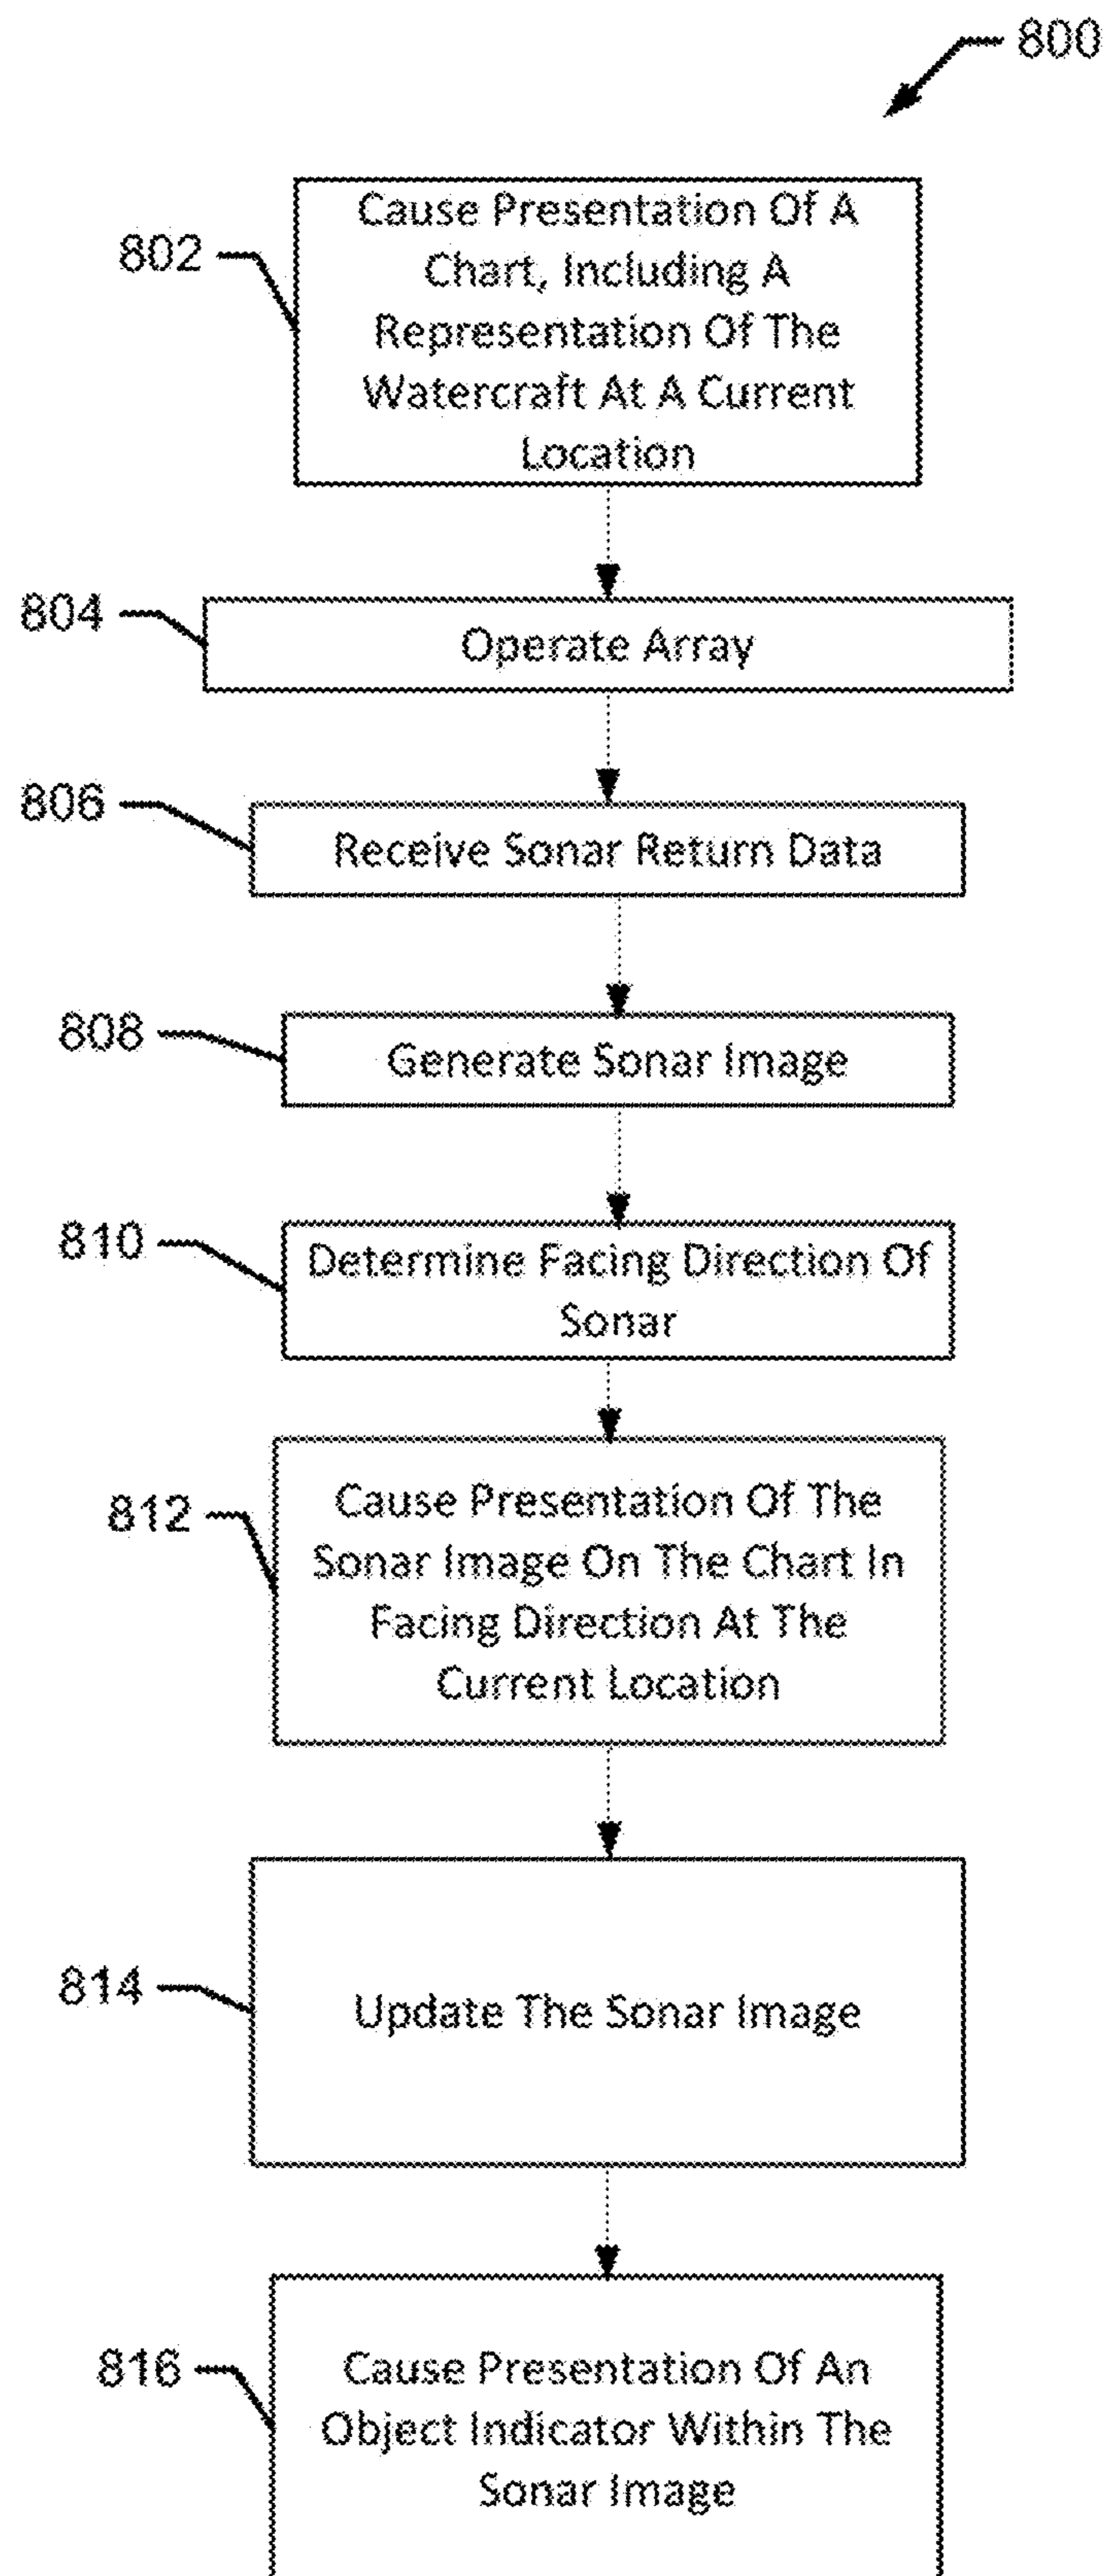 800
802
Cause Presentation Of A
Chart, Including A
Representation Of The
Watercraft At A Current
Location
804
Operate Array
806
Receive Sonar Return Data
808
Generate Sonar Image
810
Determine Facing Direction Of
Sonar
812
Cause Presentation Of The
Sonar Image On The Chart In
Facing Direction At The
Current Location
814
Update The Sonar Image
816
Cause Presentation Of An
Object Indicator Within The
Sonar Image